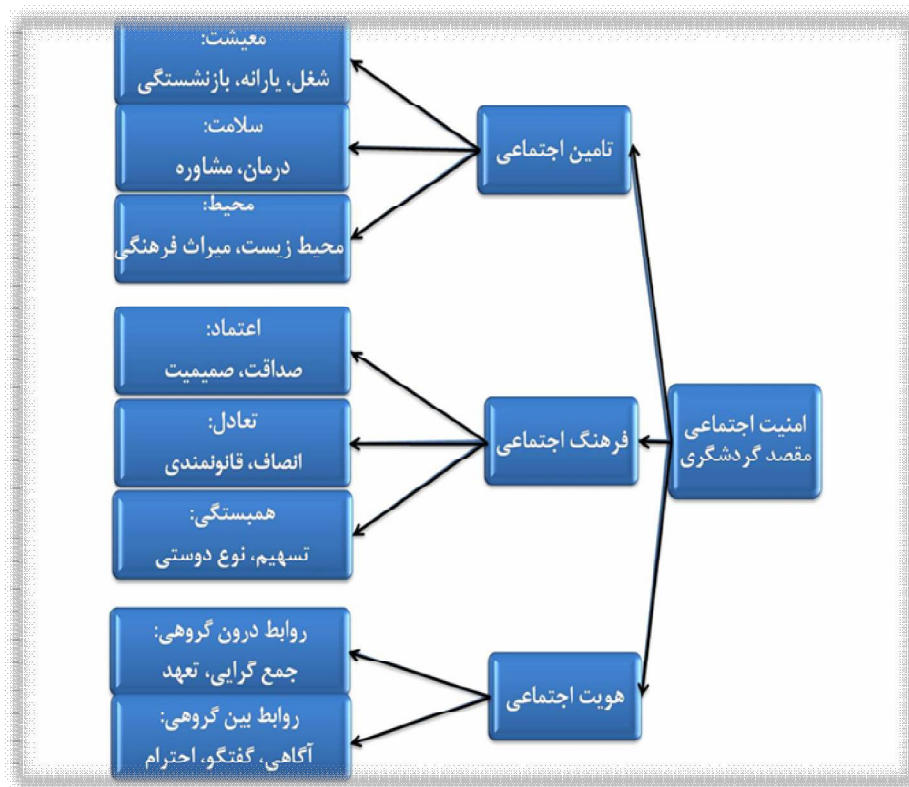 امنیت اجتماعی
مقصد گردشگری
تامین اجتماعی
معیشت:
شغل، یارانه، بازنشستگی
سلامت:
درمان، مشاوره
محیط:
محیط زیست، میراث فرهنگی
فرهنگ اجتماعی
اعتماد:
صداقت، صمیمیت
تعادل:
انصاف، قانونمندی
همبستگی:
تسهیم، نوع دوستی
هویت اجتماعی
روابط درون گروهی:
جمع گرایی، تعهد
روابط بین گروهی:
آگاهی، گفتگو، احترام